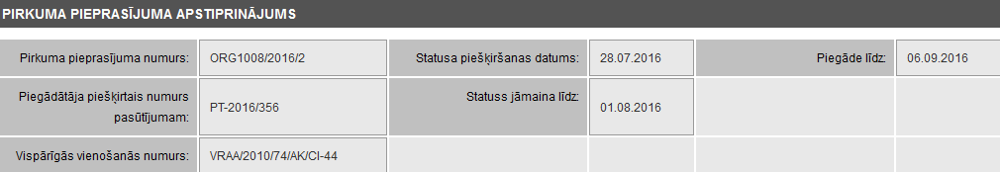 PIRKUMA PIEPRASĪJUMA APSTIPRINĀJUMS
Pirkuma pieprasījuma numurs: ORG1008/2016/2 Statusa piešķiršanas datums: 28.07.2016 Piegāde līdz: 06.09.2016
Piegādātāja piešķirtais numurs
pasūtījumam: PT-2016/356 Statuss jāmaina līdz: 01.08.2016
Vispārīgās vienošanās numurs: VRAA/2010/74/AK/CI-44